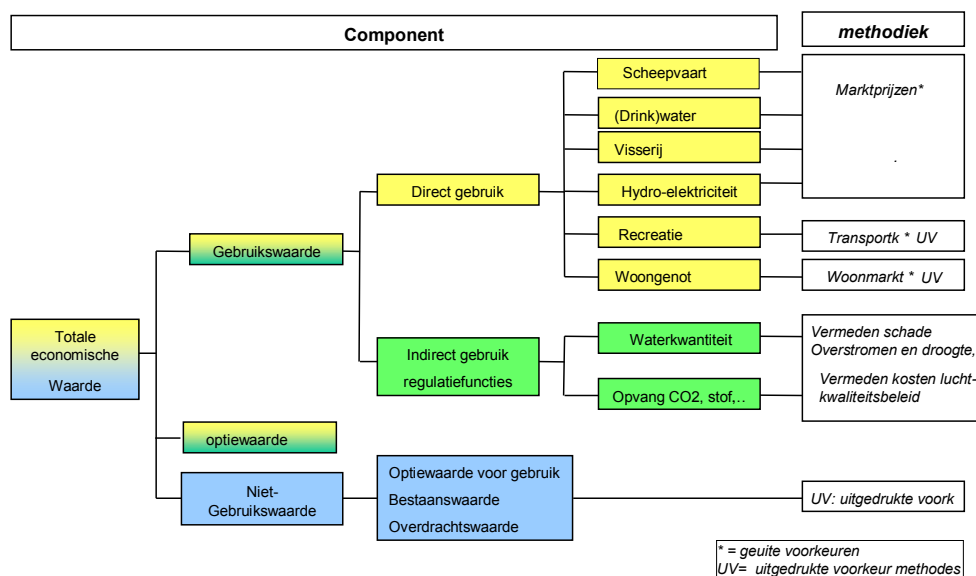 Component
methodiek
Scheepvaart
Marktprijzen*
(Drink)water
Visserij
.
Direct gebruik
Hydro-elektriciteit
Gebruikswaarde
Recreatie
Transportk * UV
Woongenot
Woonmarkt * UV
Totale
economische
Waarde
Indirect gebruik
regulatiefuncties
Waterkwantiteit
Vermeden schade
Overstromen en droogte,
Opvang CO2, stof,..
Vermeden kosten lucht-
kwaliteitsbeleid
optiewaarde
Niet-
Gebruikswaarde
Optiewaarde voor gebruik
Bestaanswaarde
Overdrachtswaarde
UV: uitgedrukte voork
* = geuite voorkeuren
UV= uitgedrukte voorkeur methodes